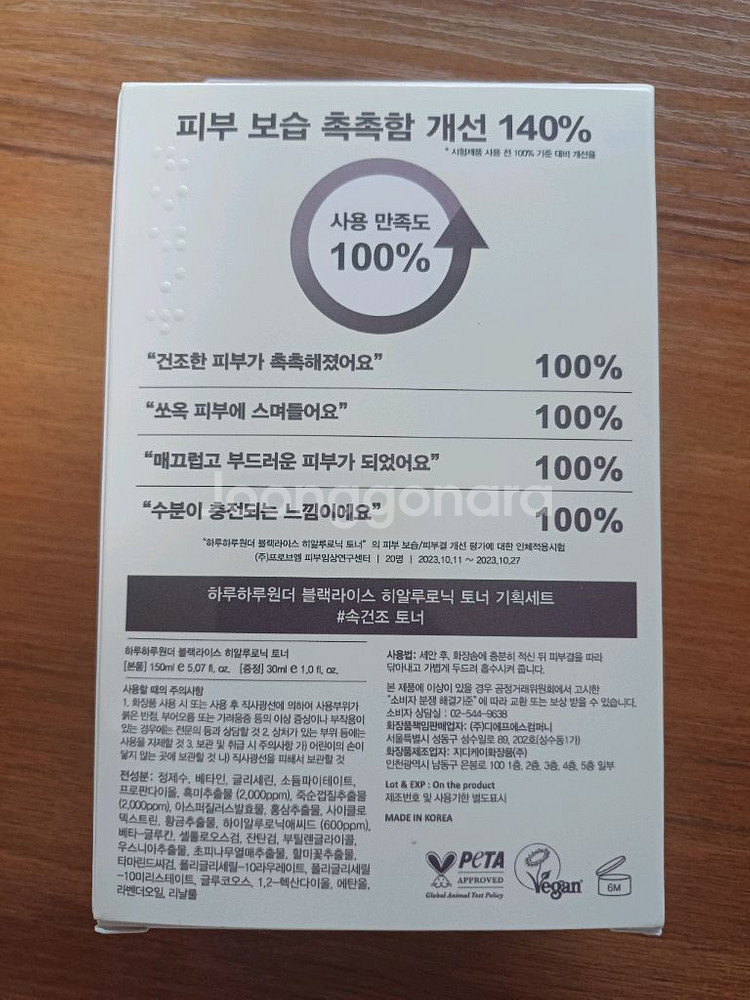 피부 보습 촉촉함 개선 140%
* 시험제품 사용 전 100% 기준 대비 개선율
사용 만족도
100%
“건조한 피부가 촉촉해졌어요” 100%
“쏘옥 피부에 스며들어요” 100%
“매끄럽고 부드러운 피부가 되었어요” 100%
“수분이 충전되는 느낌이에요” 100%
joonggonara
“하루하루원더 블랙라이스 히알루로닉 토너” 의 피부 보습/피부결 개선 평가에 대한 인체적용시험
(주)프로브엠 피부임상연구센터 | 20명 | 2023.10.11 ~ 2023.10.27
하루하루원더 블랙라이스 히알루로닉 토너 기획세트
#속건조 토너
하루하루원더 블랙라이스 히알루로닉 토너
[본품] 150ml e 5.07 fl. oz. [증정] 30ml e 1.0 fl. oz.
사용할 때의 주의사항
1. 화장품 사용 시 또는 사용 후 직사광선에 의하여 사용부위가
붉은 반점, 부어오름 또는 가려움증 등의 이상 증상이나 부작용이
있는 경우에는 전문의 등과 상담할 것 2. 상처가 있는 부위 등에는
사용을 자제할 것 3. 보관 및 취급 시 주의사항 가) 어린이의 손이
닿지 않는 곳에 보관할 것 나) 직사광선을 피해서 보관할 것
전성분: 정제수, 베타인, 글리세린, 소듐파이테이트,
프로판다이올, 흑미추출물 (2,000ppm), 죽순껍질추출물
(2,000ppm), 아스퍼질러스발효물, 홍삼추출물, 사이클로
덱스트린, 황금추출물, 하이알루로닉애씨드 (600ppm),
베타-글루칸, 셀룰로오스검, 잔탄검, 부틸렌글라이콜,
우스니아추출물, 초피나무열매추출물, 할미꽃추출물,
타마린드씨검, 폴리글리세릴-10라우레이트, 폴리글리세릴
-10미리스테이트, 글루코오스, 1,2-헥산다이올, 에탄올,
라벤더오일, 리날룰
사용법: 세안 후, 화장솜에 충분히 적신 뒤 피부결을 따라
닦아내고 가볍게 두드려 흡수시켜 줍니다.
본 제품에 이상이 있을 경우 공정거래위원회에서 고시한
“소비자 분쟁 해결기준” 에 따라 교환 또는 보상 받을 수 있습니다.
소비자 상담실 : 02-544-9638
화장품책임판매업자: (주)디에프에스컴퍼니
서울특별시 성동구 성수일로 89, 202호(성수동1가)
화장품제조업자: 지디케이화장품(주)
인천광역시 남동구 은봉로 100 1층, 2층, 3층, 4층, 5층 일부
Lot & EXP : On the product
제조번호 및 사용기한 별도표시
MADE IN KOREA
PETA
APPROVED
Global Animal Test Policy
Vegan
6M